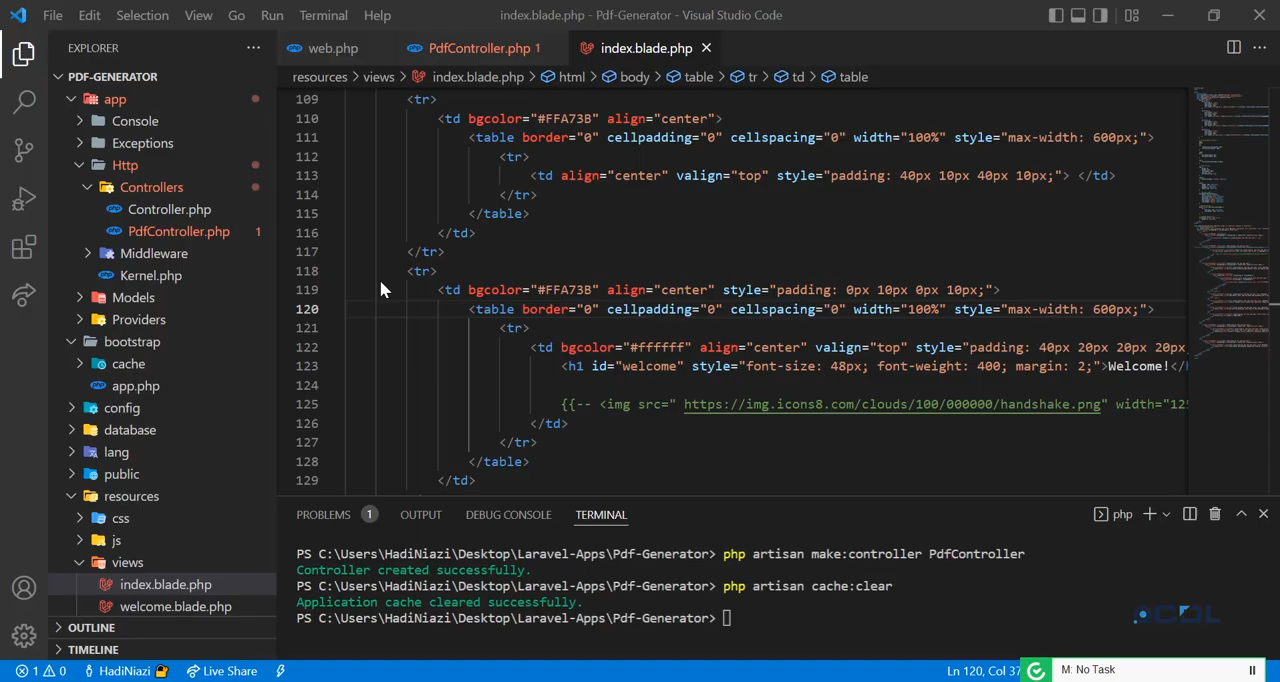 File Edit Selection View Go Run Terminal Help index.blade.php - Pdf-Generator - Visual Studio Code
EXPLORER
PDF-GENERATOR
app
Console
Exceptions
Http
Controllers
Controller.php
PdfController.php 1
Middleware
Kernel.php
Models
Providers
bootstrap
cache
app.php
config
database
lang
public
resources
css
js
views
index.blade.php
welcome.blade.php
OUTLINE
TIMELINE
web.php PdfController.php 1 index.blade.php
resources > views > index.blade.php > html > body > table > tr > td > table
109 <tr>
110 <td bgcolor="#FFA73B" align="center">
111 <table border="0" cellpadding="0" cellspacing="0" width="100%" style="max-width: 600px;">
112 <tr>
113 <td align="center" valign="top" style="padding: 40px 10px 40px 10px;"> </td>
114 </tr>
115 </table>
116 </td>
117 </tr>
118 <tr>
119 <td bgcolor="#FFA73B" align="center" style="padding: 0px 10px 0px 10px;">
120 <table border="0" cellpadding="0" cellspacing="0" width="100%" style="max-width: 600px;">
121 <tr>
122 <td bgcolor="#ffffff" align="center" valign="top" style="padding: 40px 20px 20px 20px
123 <h1 id="welcome" style="font-size: 48px; font-weight: 400; margin: 2;">Welcome!</
124
125 {{-- <img src=" https://img.icons8.com/clouds/100/000000/handshake.png" width="125
126 </td>
127 </tr>
128 </table>
129 </td>
PROBLEMS 1 OUTPUT DEBUG CONSOLE TERMINAL php
PS C:\Users\HadiNiazi\Desktop\Laravel-Apps\Pdf-Generator> php artisan make:controller PdfController
Controller created successfully.
PS C:\Users\HadiNiazi\Desktop\Laravel-Apps\Pdf-Generator> php artisan cache:clear
Application cache cleared successfully.
PS C:\Users\HadiNiazi\Desktop\Laravel-Apps\Pdf-Generator>
1 0 HadiNiazi Live Share Ln 120, Col 37 M: No Task